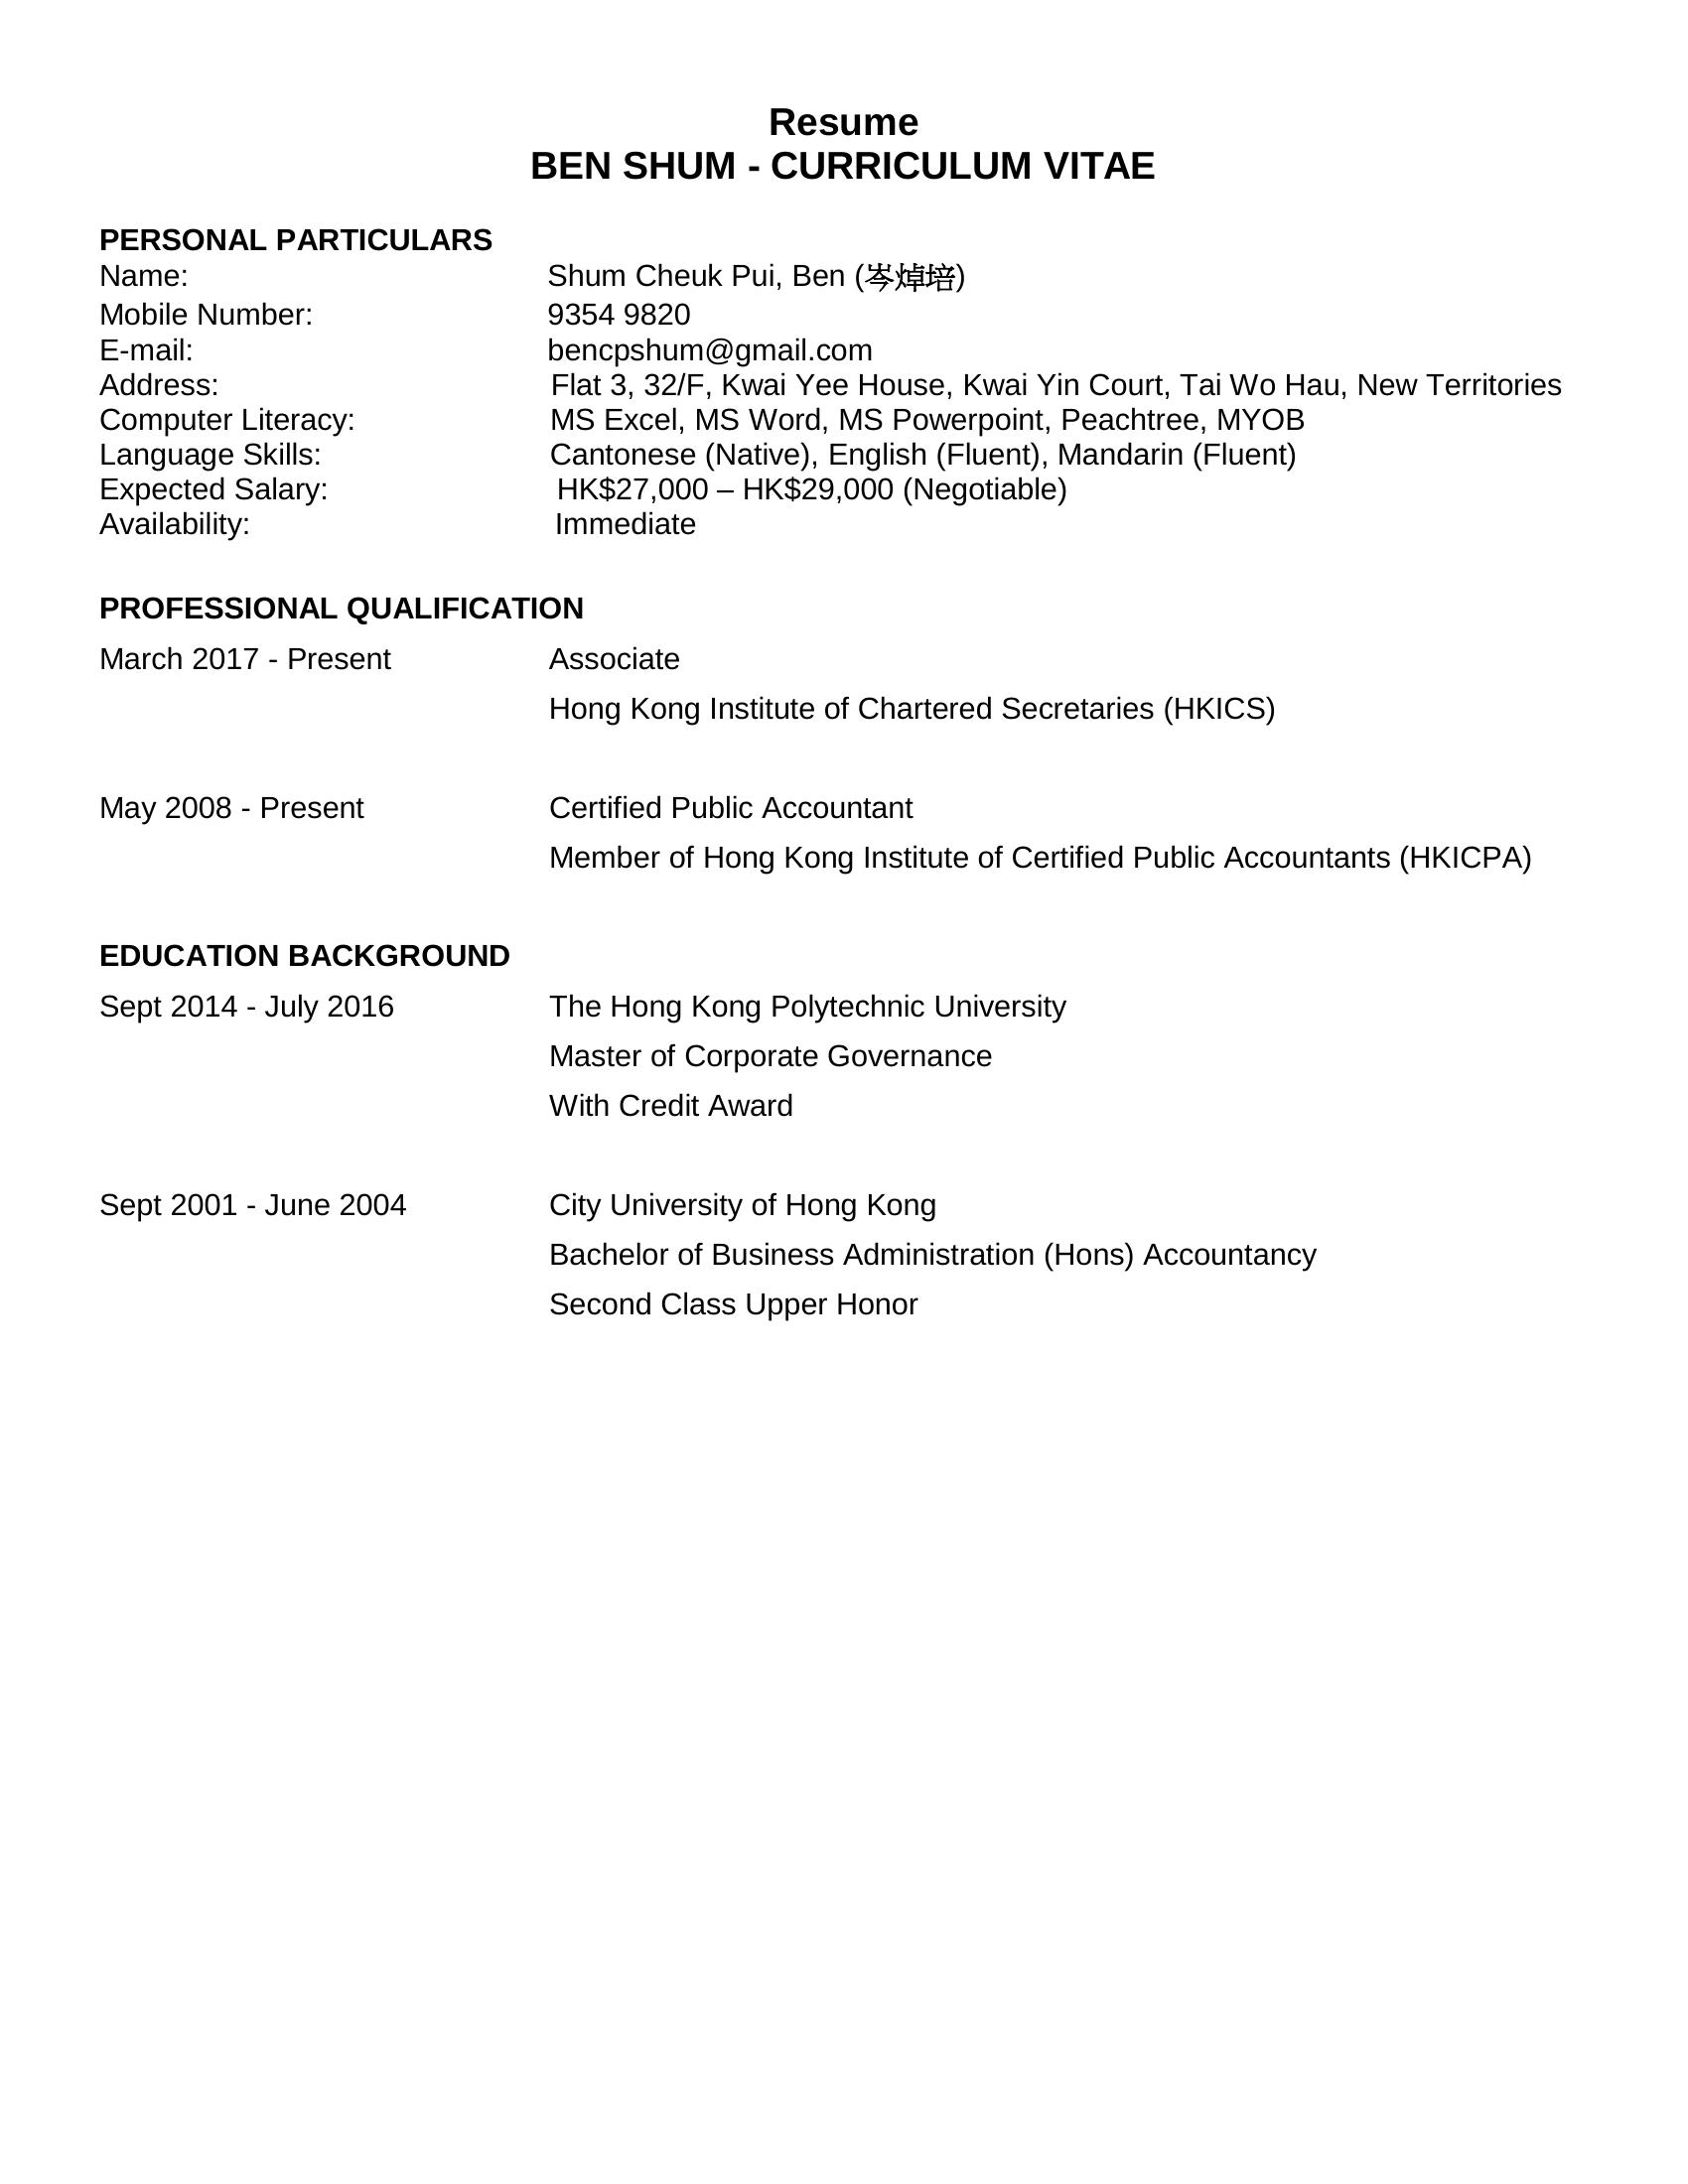 Resume
BEN SHUM - CURRICULUM VITAE
PERSONAL PARTICULARS
Name: Shum Cheuk Pui, Ben (岑焯培)
Mobile Number: 9354 9820
E-mail: bencpshum@gmail.com
Address: Flat 3, 32/F, Kwai Yee House, Kwai Yin Court, Tai Wo Hau, New Territories
Computer Literacy: MS Excel, MS Word, MS Powerpoint, Peachtree, MYOB
Language Skills: Cantonese (Native), English (Fluent), Mandarin (Fluent)
Expected Salary: HK$27,000 – HK$29,000 (Negotiable)
Availability: Immediate
PROFESSIONAL QUALIFICATION
March 2017 - Present Associate
Hong Kong Institute of Chartered Secretaries (HKICS)
May 2008 - Present Certified Public Accountant
Member of Hong Kong Institute of Certified Public Accountants (HKICPA)
EDUCATION BACKGROUND
Sept 2014 - July 2016 The Hong Kong Polytechnic University
Master of Corporate Governance
With Credit Award
Sept 2001 - June 2004 City University of Hong Kong
Bachelor of Business Administration (Hons) Accountancy
Second Class Upper Honor